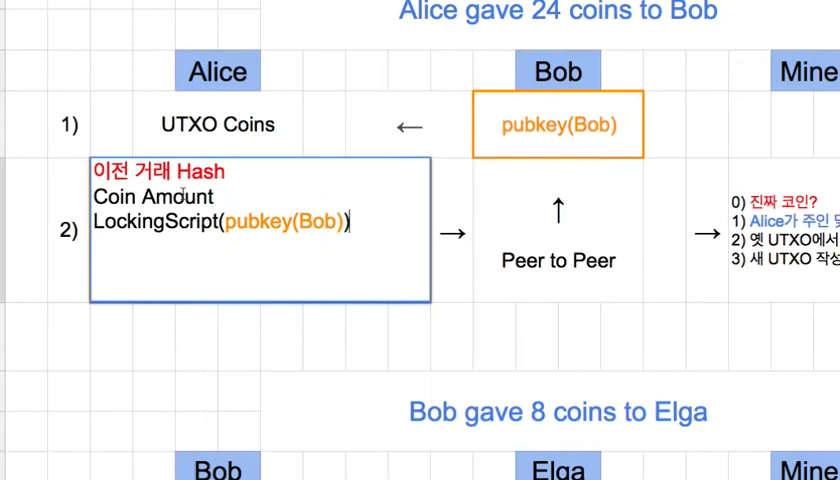 Alice gave 24 coins to Bob
Alice
Bob
Mine
1)
UTXO Coins
←
pubkey(Bob)
2)
이전 거래 Hash
Coin Amount
LockingScript(pubkey(Bob))
→
↑
Peer to Peer
→
0) 진짜 코인?
1) Alice가 주인
2) 옛 UTXO에서
3) 새 UTXO 작성
Bob gave 8 coins to Elga
Bob
Elga
Mine